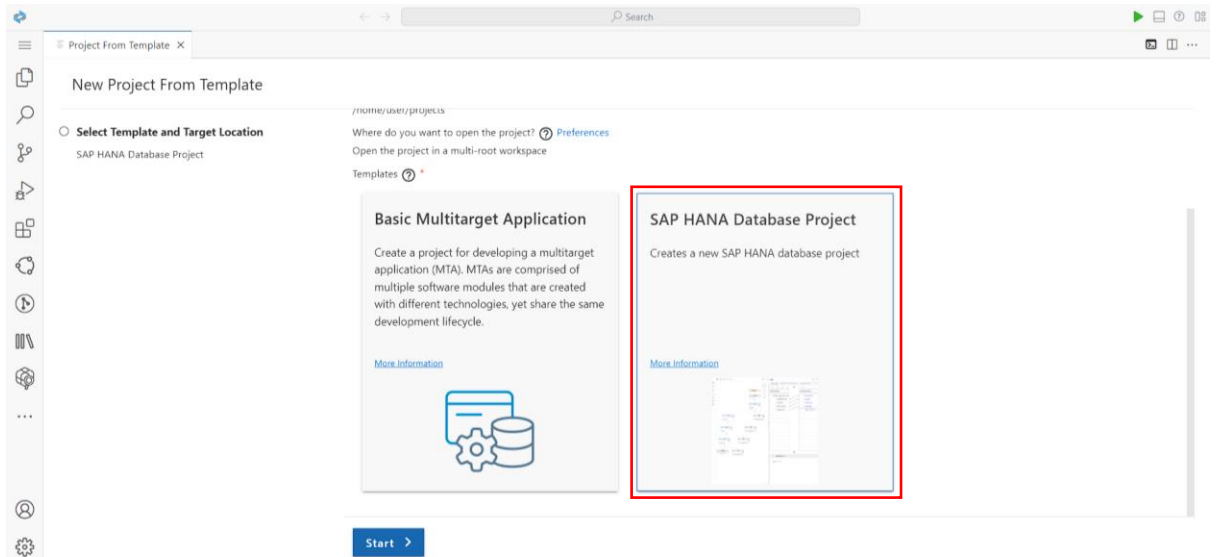 Search
Project From Template
New Project From Template
/home/user/projects
Select Template and Target Location
SAP HANA Database Project
Where do you want to open the project? Preferences
Open the project in a multi-root workspace
Templates *
Basic Multitarget Application
Create a project for developing a multitarget
application (MTA). MTAs are comprised of
multiple software modules that are created
with different technologies, yet share the same
development lifecycle.
More Information
SAP HANA Database Project
Creates a new SAP HANA database project
More Information
Start